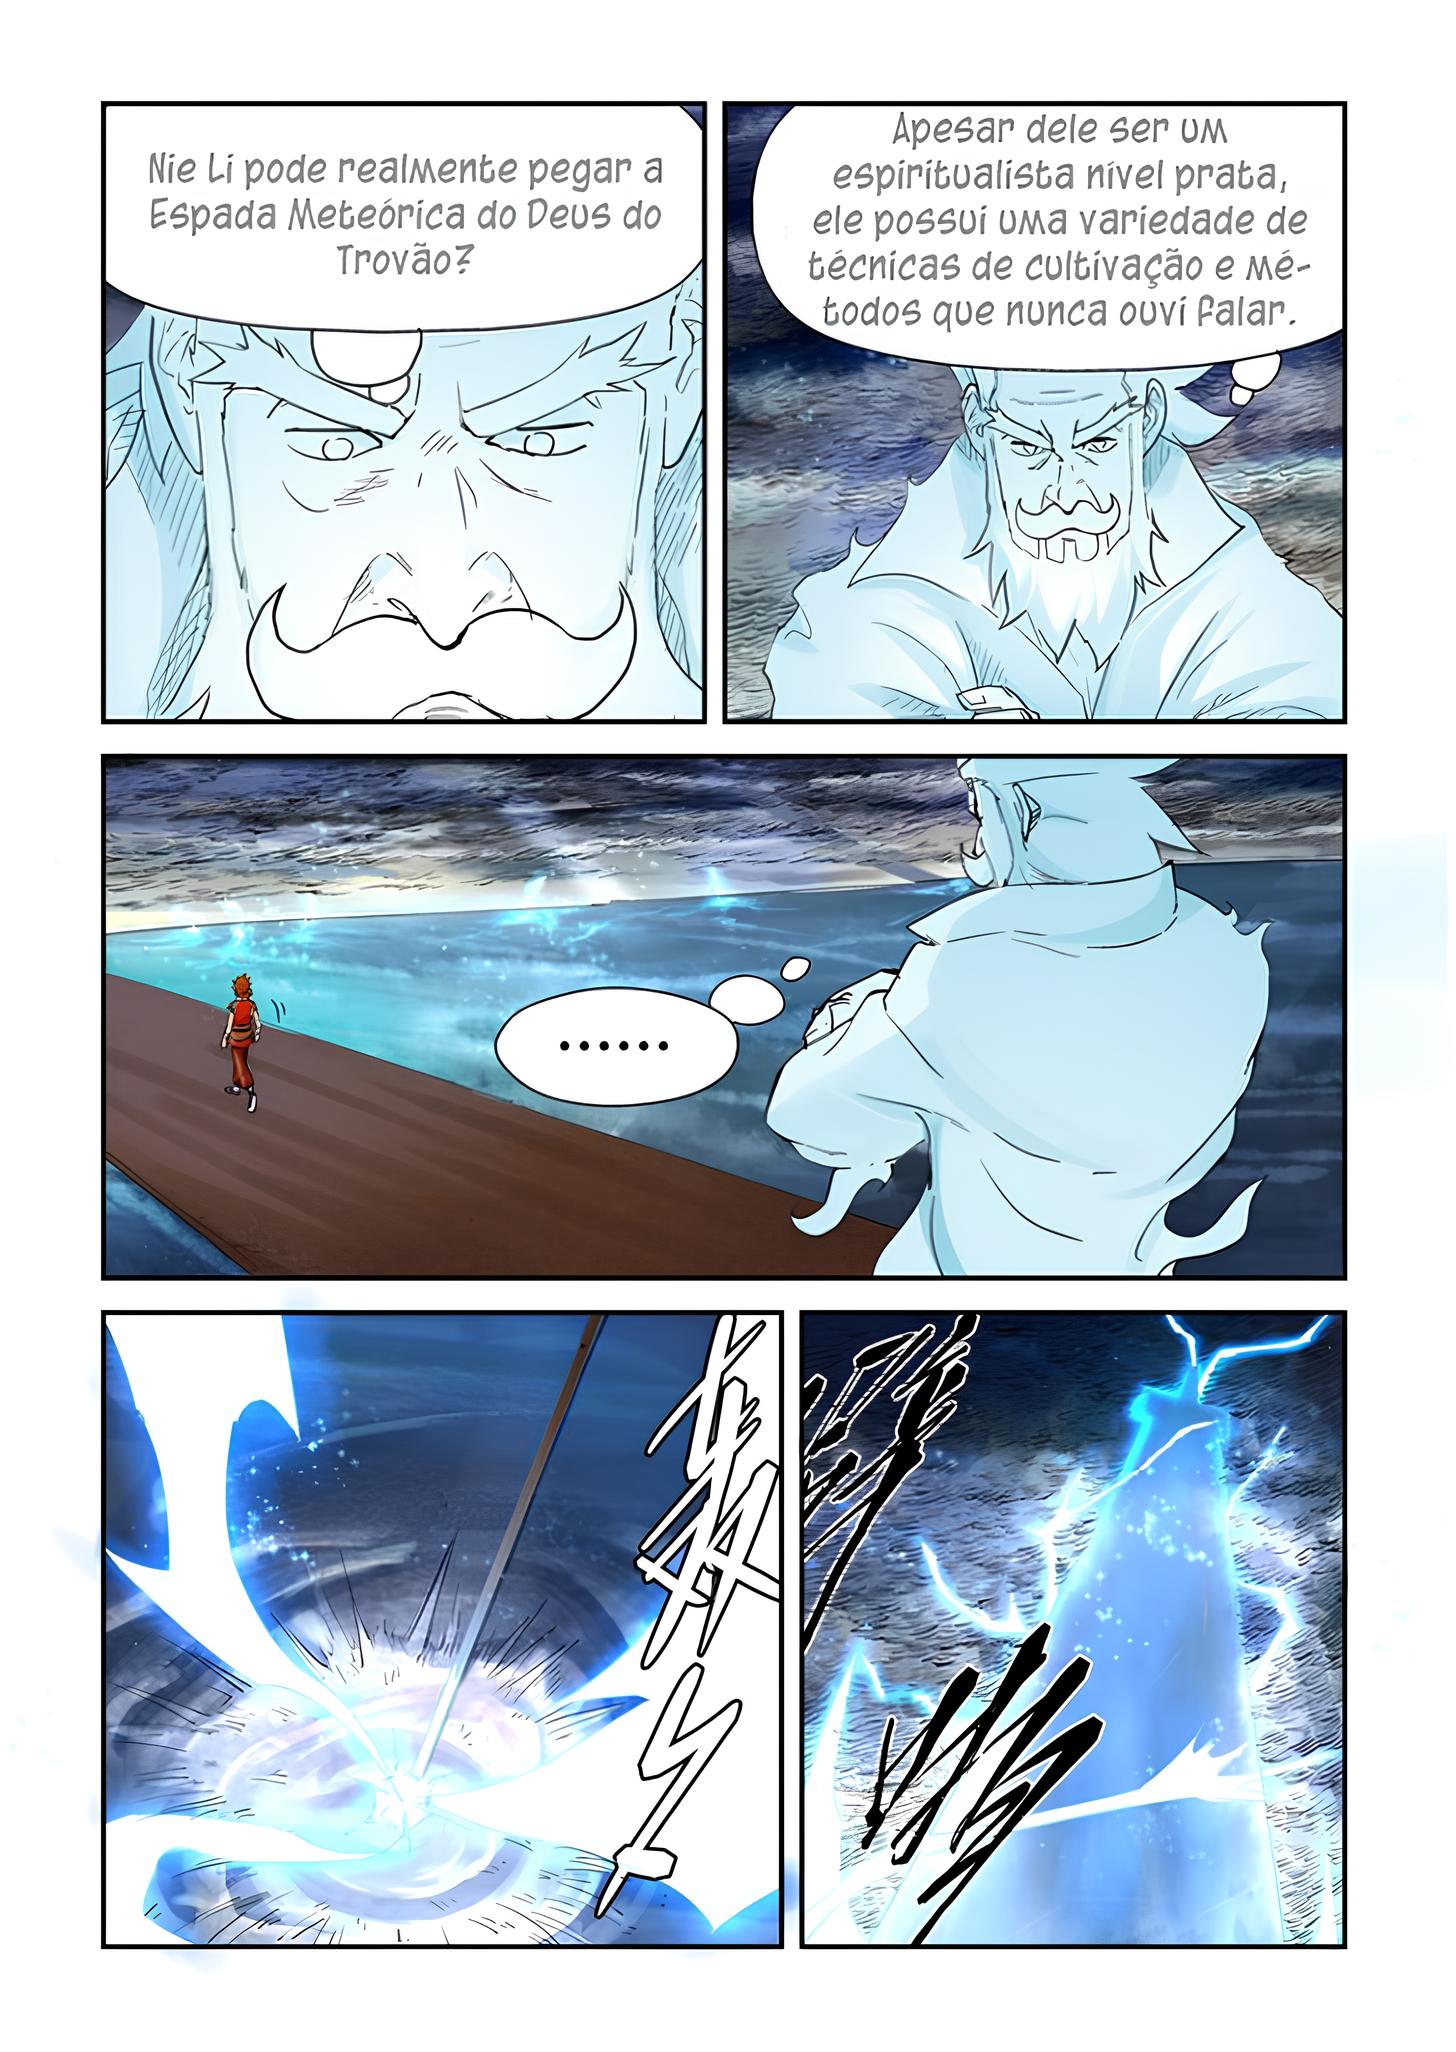 Nie Li pode realmente pegar a
Espada Meteórica do Deus do
Trovão?
Apesar dele ser um
espiritualista nível prata,
ele possui uma variedade de
técnicas de cultivação e mé-
todos que nunca ouvi falar.
......